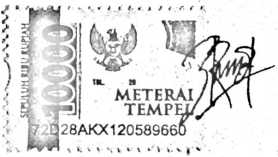 SEPULUH RIBU RUPIAH
10000
TGL. 20
METERAI
TEMPEL
72D28AKX120589660